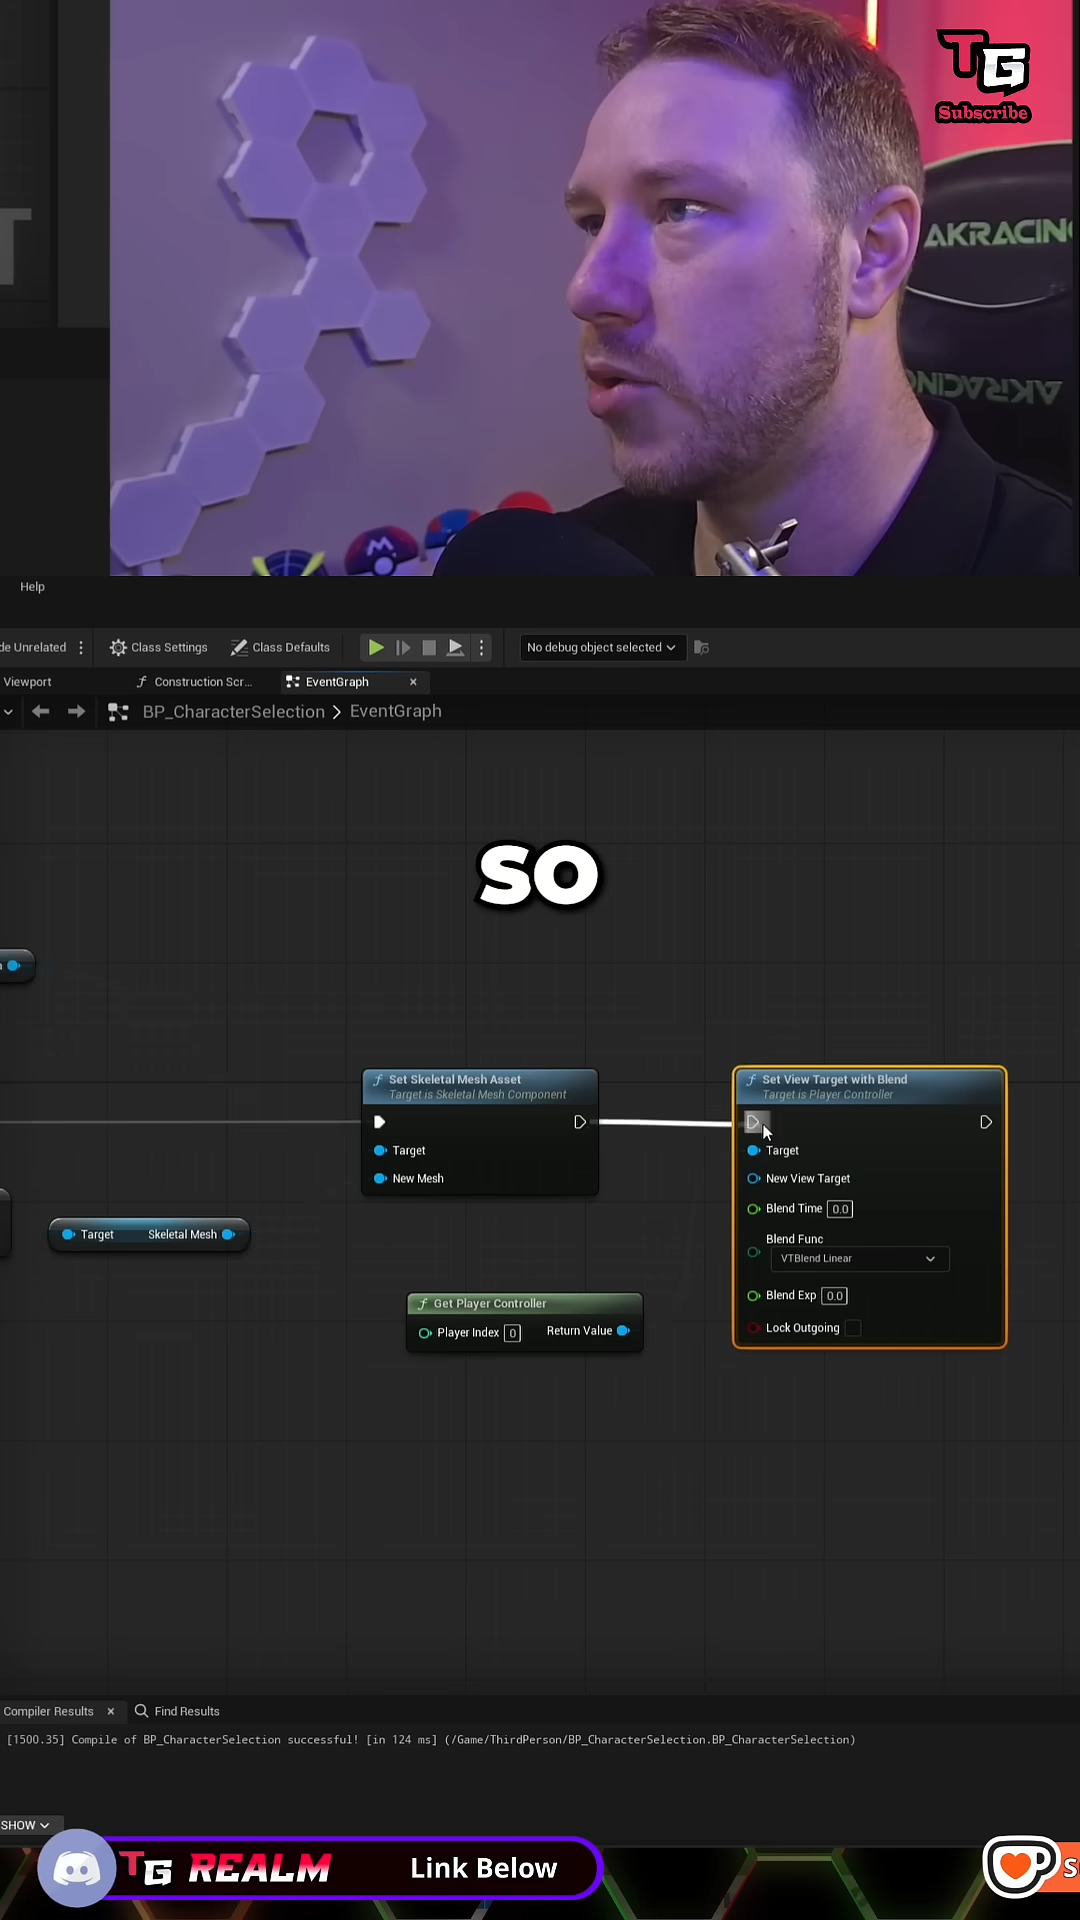 TG
Subscribe
AKRACIN
AKRACIN
T
M
Help
de Unrelated
Class Settings
Class Defaults
No debug object selected
Viewport
Construction Scr...
EventGraph
BP_CharacterSelection > EventGraph
SO
Set Skeletal Mesh Asset
Target is Skeletal Mesh Component
Target
New Mesh
Set View Target with Blend
Target is Player Controller
Target
New View Target
Blend Time 0.0
Blend Func
VTBlend Linear
Blend Exp 0.0
Lock Outgoing
Target Skeletal Mesh
Get Player Controller
Player Index 0 Return Value
Compiler Results
Find Results
[1500.35] Compile of BP_CharacterSelection successful! [in 124 ms] (/Game/ThirdPerson/BP_CharacterSelection.BP_CharacterSelection)
SHOW
TG REALM
Link Below
S